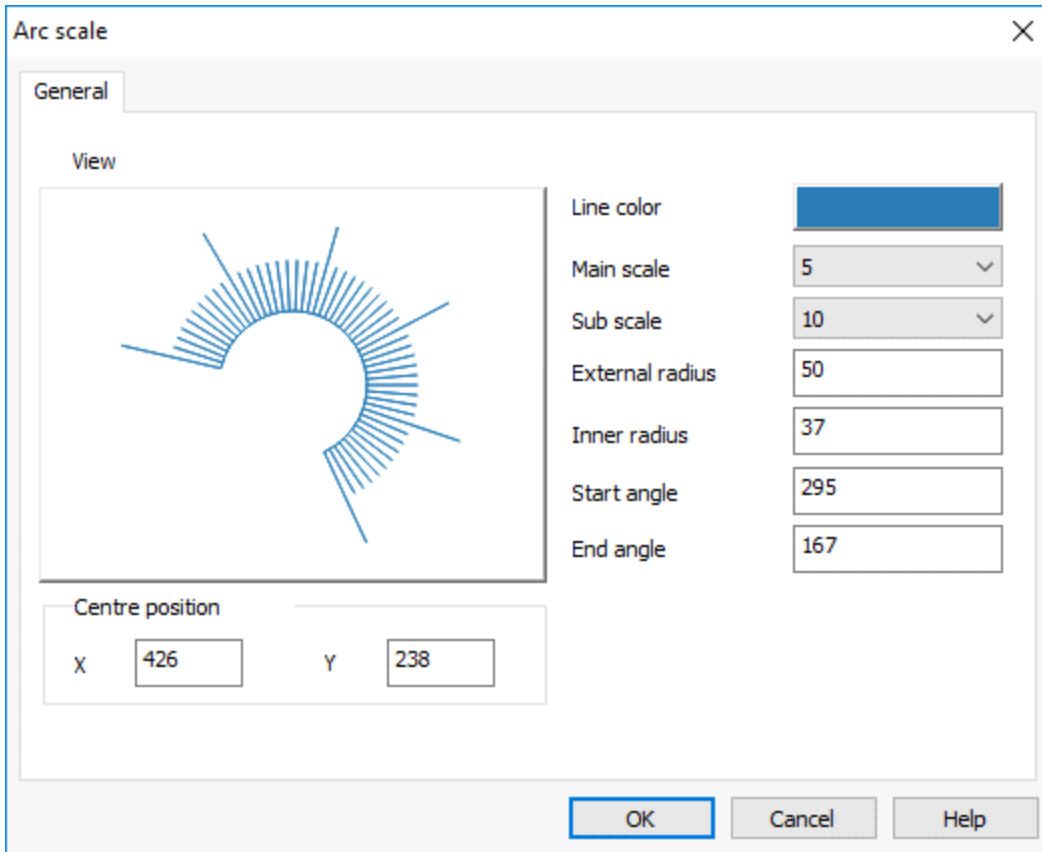 Arc scale
General
View
Line color
Main scale 5
Sub scale 10
External radius 50
Inner radius 37
Start angle 295
End angle 167
Centre position
X 426 Y 238
OK Cancel Help